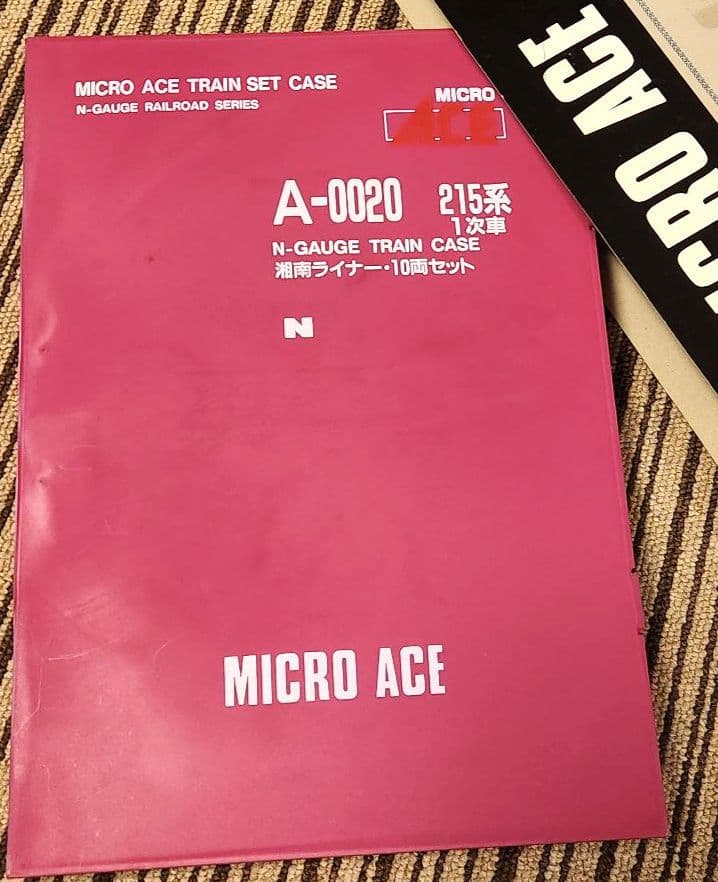 MICRO ACE TRAIN SET CASE
N-GAUGE RAILROAD SERIES
MICRO
ACE
A-0020 215系
1次車
N-GAUGE TRAIN CASE
湘南ライナー・10両セット
N
MICRO ACE
MICRO ACE